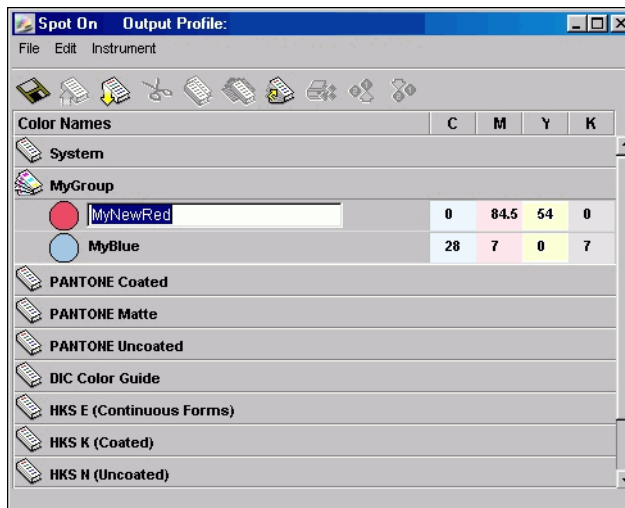 Spot On Output Profile:
File Edit Instrument
Color Names C M Y K
System
MyGroup
MyNewRed 0 84.5 54 0
MyBlue 28 7 0 7
PANTONE Coated
PANTONE Matte
PANTONE Uncoated
DIC Color Guide
HKS E (Continuous Forms)
HKS K (Coated)
HKS N (Uncoated)